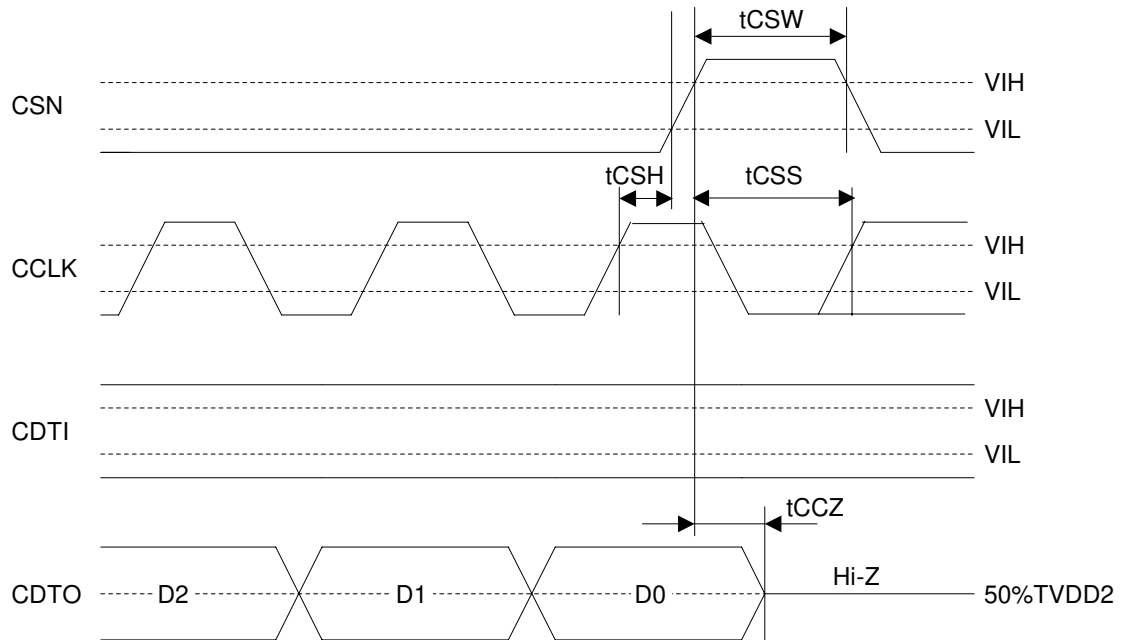 tCSW
VIH
CSN
VIL
tCSH
tCSS
VIH
CCLK
VIL
VIH
CDTI
VIL
tCCZ
Hi-Z
CDTO D2 D1 D0 50%TVDD2